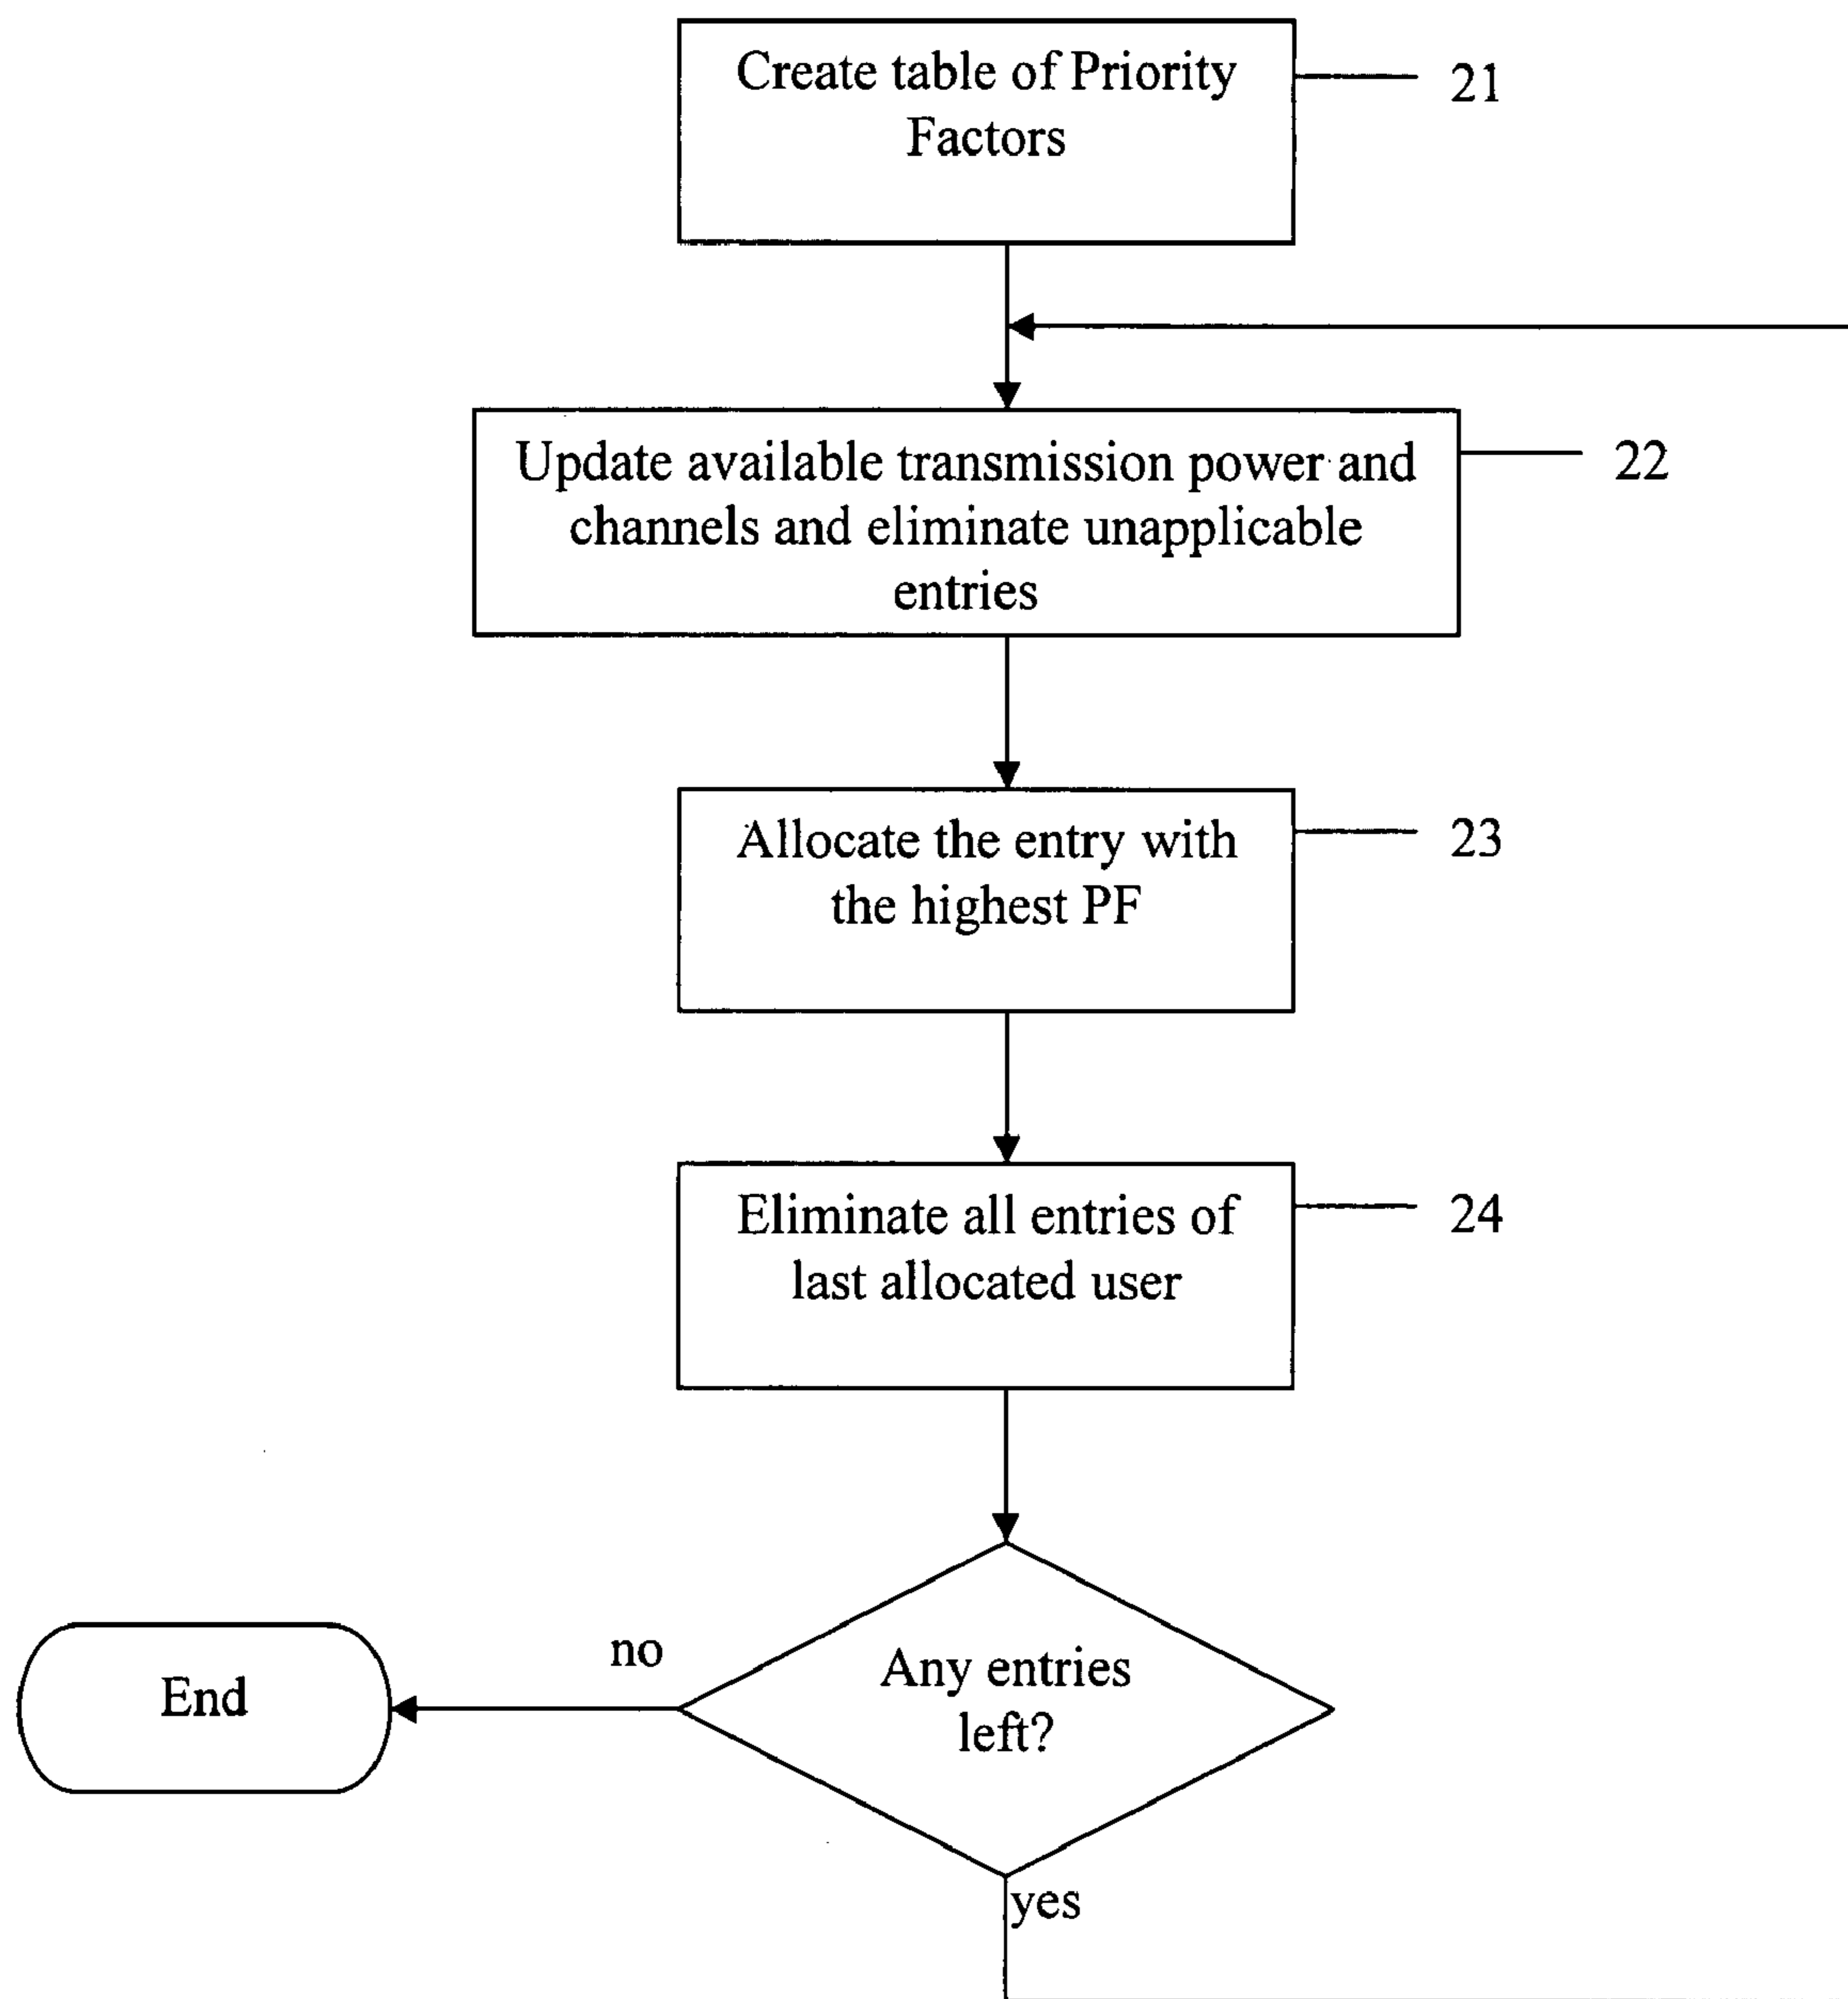 Create table of Priority
Factors
21
Update available transmission power and
channels and eliminate unapplicable
entries
22
Allocate the entry with
the highest PF
23
Eliminate all entries of
last allocated user
24
Any entries
left?
no
End
yes